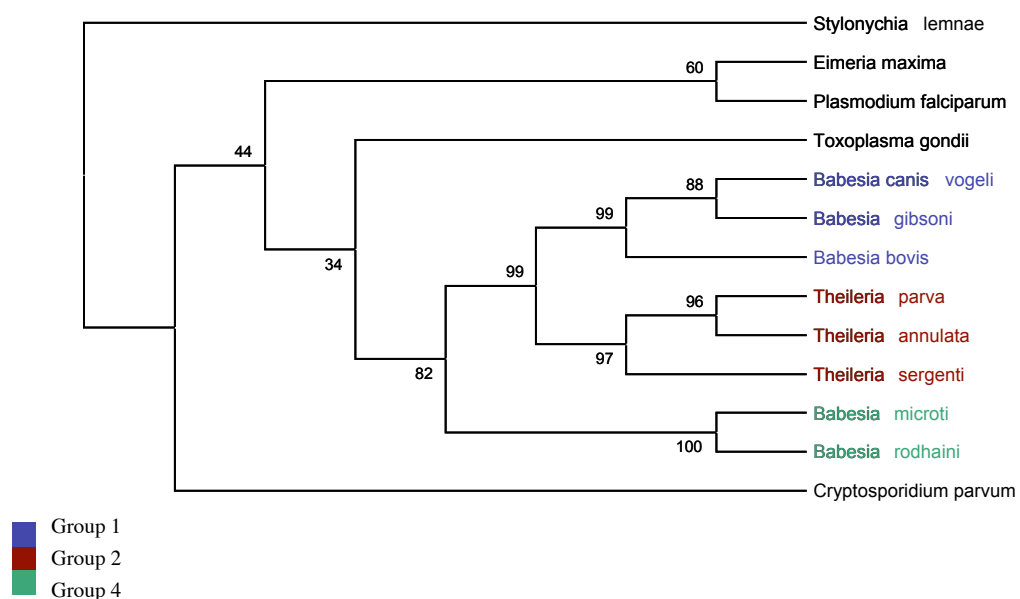 Stylonychia lemnae
60
Eimeria maxima
Plasmodium falciparum
44
Toxoplasma gondii
88
Babesia canis vogeli
99
Babesia gibsoni
Babesia bovis
34
99
96
Theileria parva
Theileria annulata
97
Theileria sergenti
82
Babesia microti
100
Babesia rodhaini
Cryptosporidium parvum
Group 1
Group 2
Group 4